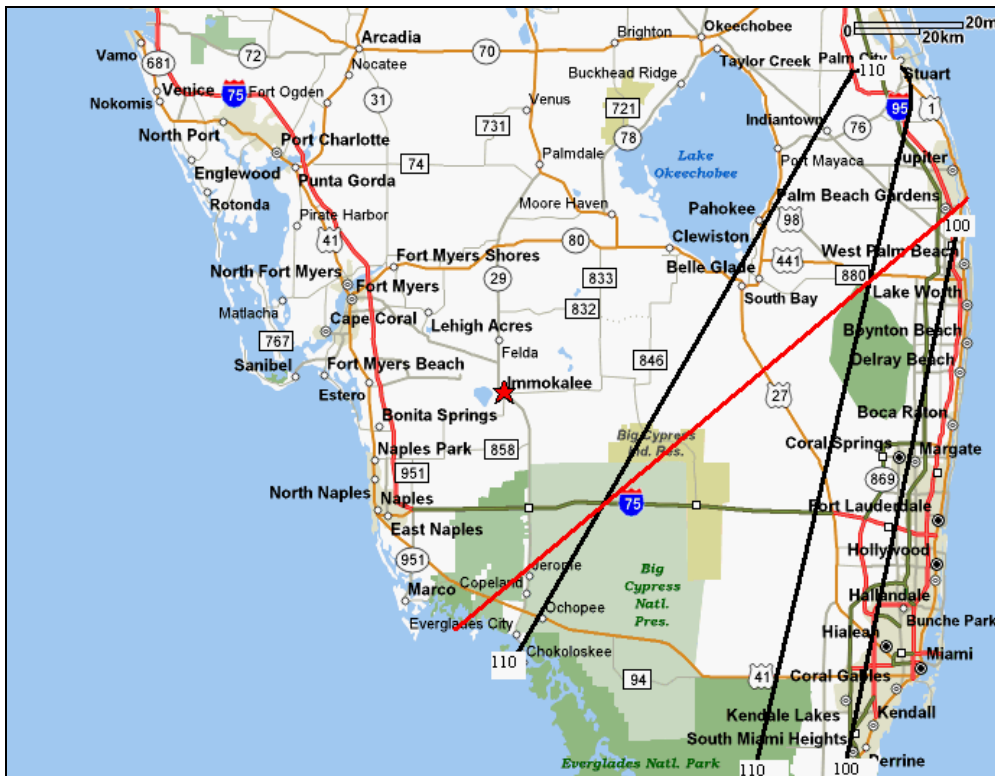 Okeechobee
Brighton
0
20m
20km
Arcadia
70
Vamo
72
681
Nocatee
Taylor Creek
Palm City
110
Stuart
Buckhead Ridge
Venice
75
Fort Ogden
31
Venus
721
95
1
Nokomis
North Port
731
78
Indiantown
76
Port Charlotte
74
Palmdale
Port Mayaca
Jupiter
Englewood
Punta Gorda
Lake
Okeechobee
Rotonda
Moore Haven
Palm Beach Gardens
Pirate Harbor
Pahokee
98
100
41
80
Clewiston
Fort Myers Shores
441
West Palm Beach
North Fort Myers
29
833
Belle Glade
880
Fort Myers
South Bay
Lake Worth
Matlacha
Cape Coral
Lehigh Acres
832
Boynton Beach
767
Felda
846
Sanibel
Fort Myers Beach
Delray Beach
Immokalee
Estero
27
Bonita Springs
Boca Raton
Big Cypress
Ind. Res.
Naples Park
858
Coral Springs
Margate
951
869
North Naples
Naples
75
Fort Lauderdale
East Naples
Hollywood
951
Jerome
Big
Cypress
Natl.
Pres.
Marco
Copeland
Hallandale
Ochopee
Everglades City
Bunche Park
Hialeah
110
Chokoloskee
Miami
94
41
Coral Gables
Kendale Lakes
Kendall
South Miami Heights
Everglades Natl. Park
110
100
Perrine